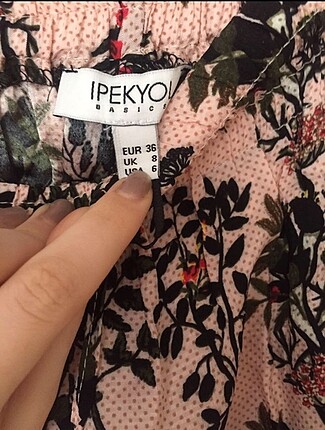 IPEKYOL
BASICS
EUR 36
UK 8
USA 6